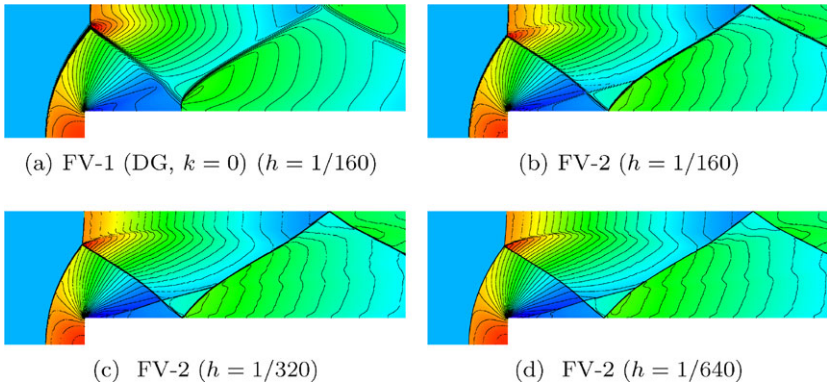 (a) FV-1 (DG, k = 0) (h = 1/160)
(b) FV-2 (h = 1/160)
(c) FV-2 (h = 1/320)
(d) FV-2 (h = 1/640)